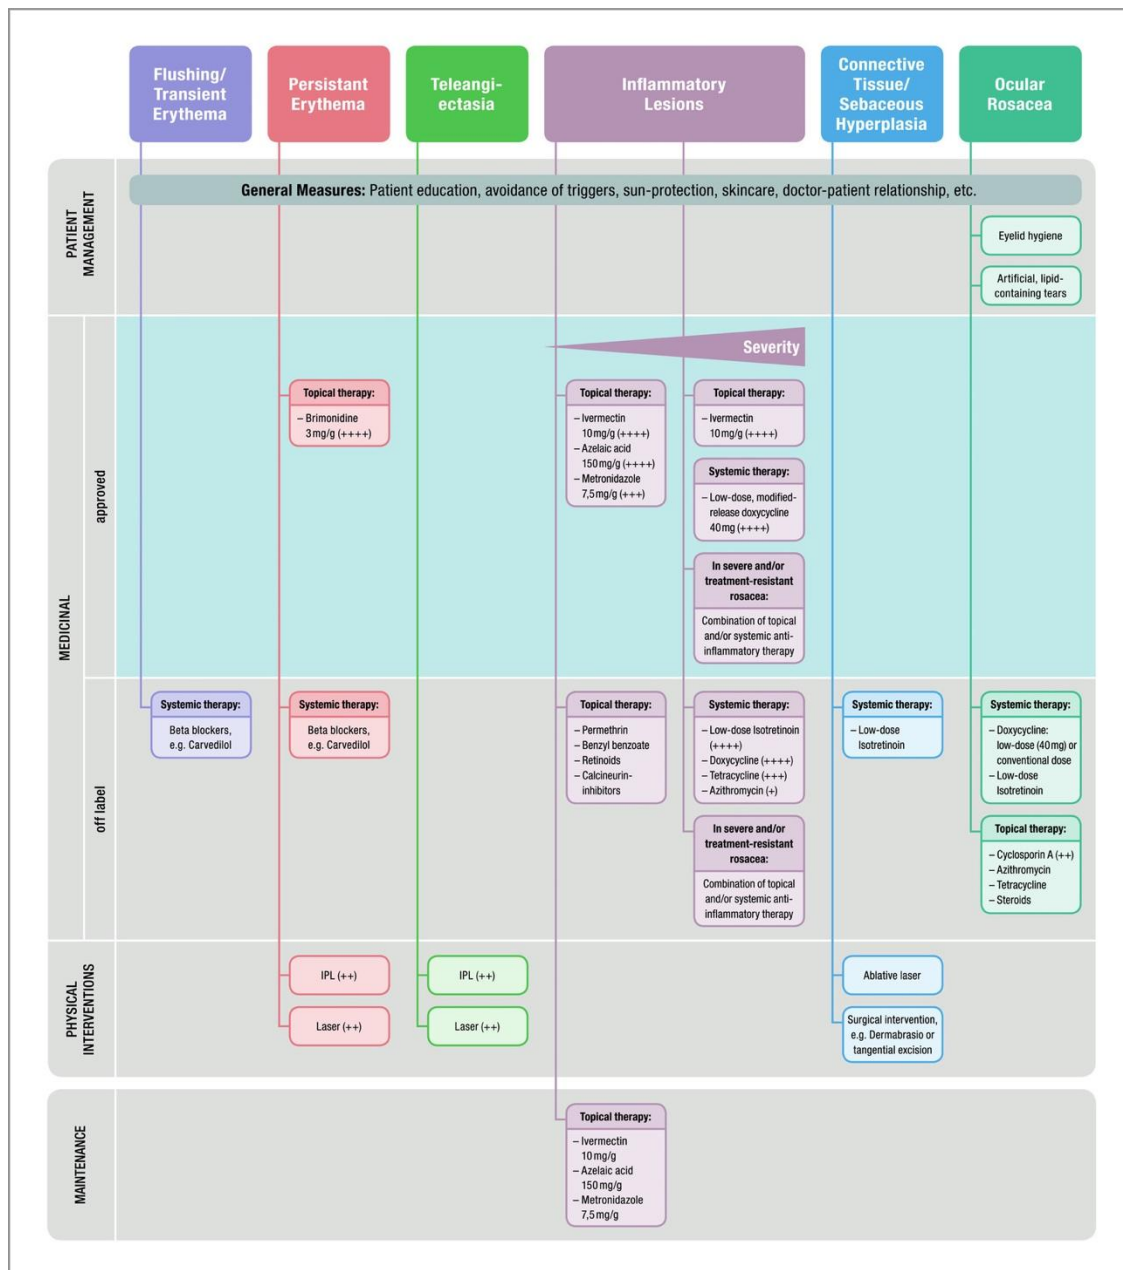 Flushing/
Transient
Erythema
Persistant
Erythema
Teleangi-
ectasia
Inflammatory
Lesions
Connective
Tissue/
Sebaceous
Hyperplasia
Ocular
Rosacea
PATIENT
MANAGEMENT
General Measures: Patient education, avoidance of triggers, sun-protection, skincare, doctor-patient relationship, etc.
Eyelid hygiene
Artificial, lipid-
containing tears
MEDICINAL
approved
Severity
Topical therapy:
– Brimonidine
3 mg/g (++++)
Topical therapy:
– Ivermectin
10 mg/g (++++)
– Azelaic acid
150 mg/g (++++)
– Metronidazole
7,5 mg/g (+++)
Topical therapy:
– Ivermectin
10 mg/g (++++)
Systemic therapy:
– Low-dose, modified-
release doxycycline
40 mg (++++)
In severe and/or
treatment-resistant
rosacea:
Combination of topical
and/or systemic anti-
inflammatory therapy
off label
Systemic therapy:
Beta blockers,
e.g. Carvedilol
Systemic therapy:
Beta blockers,
e.g. Carvedilol
Topical therapy:
– Permethrin
– Benzyl benzoate
– Retinoids
– Calcineurin-
inhibitors
Systemic therapy:
– Low-dose Isotretinoin
(++++)
– Doxycycline (++++)
– Tetracycline (+++)
– Azithromycin (+)
In severe and/or
treatment-resistant
rosacea:
Combination of topical
and/or systemic anti-
inflammatory therapy
Systemic therapy:
– Low-dose
Isotretinoin
Systemic therapy:
– Doxycycline:
low-dose (40 mg) or
conventional dose
– Low-dose
Isotretinoin
Topical therapy:
– Cyclosporin A (++)
– Azithromycin
– Tetracycline
– Steroids
PHYSICAL
INTERVENTIONS
IPL (++)
Laser (++)
IPL (++)
Laser (++)
Ablative laser
Surgical intervention,
e.g. Dermabrasio or
tangential excision
MAINTENANCE
Topical therapy:
– Ivermectin
10 mg/g
– Azelaic acid
150 mg/g
– Metronidazole
7,5 mg/g